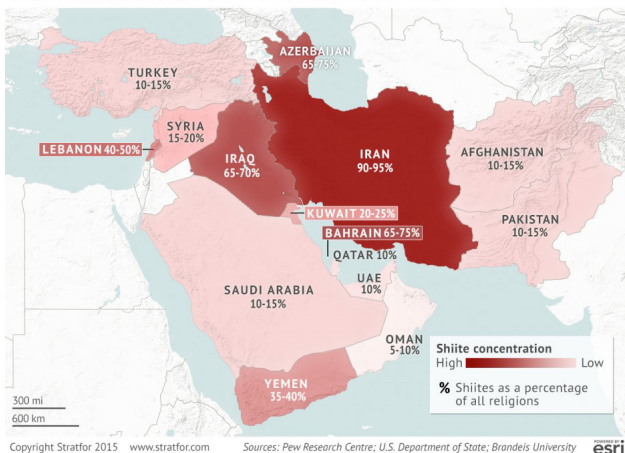 AZERBAIJAN
65-75%
TURKEY
10-15%
SYRIA
15-20%
LEBANON 40-50%
IRAQ
65-70%
IRAN
90-95%
AFGHANISTAN
10-15%
PAKISTAN
10-15%
KUWAIT 20-25%
BAHRAIN 65-75%
QATAR 10%
UAE
10%
SAUDI ARABIA
10-15%
OMAN
5-10%
YEMEN
35-40%
Shiite concentration
High Low
% Shiites as a percentage
of all religions
300 mi
600 km
Copyright Stratfor 2015 www.stratfor.com Sources: Pew Research Centre; U.S. Department of State; Brandeis University
POWERED BY
esri